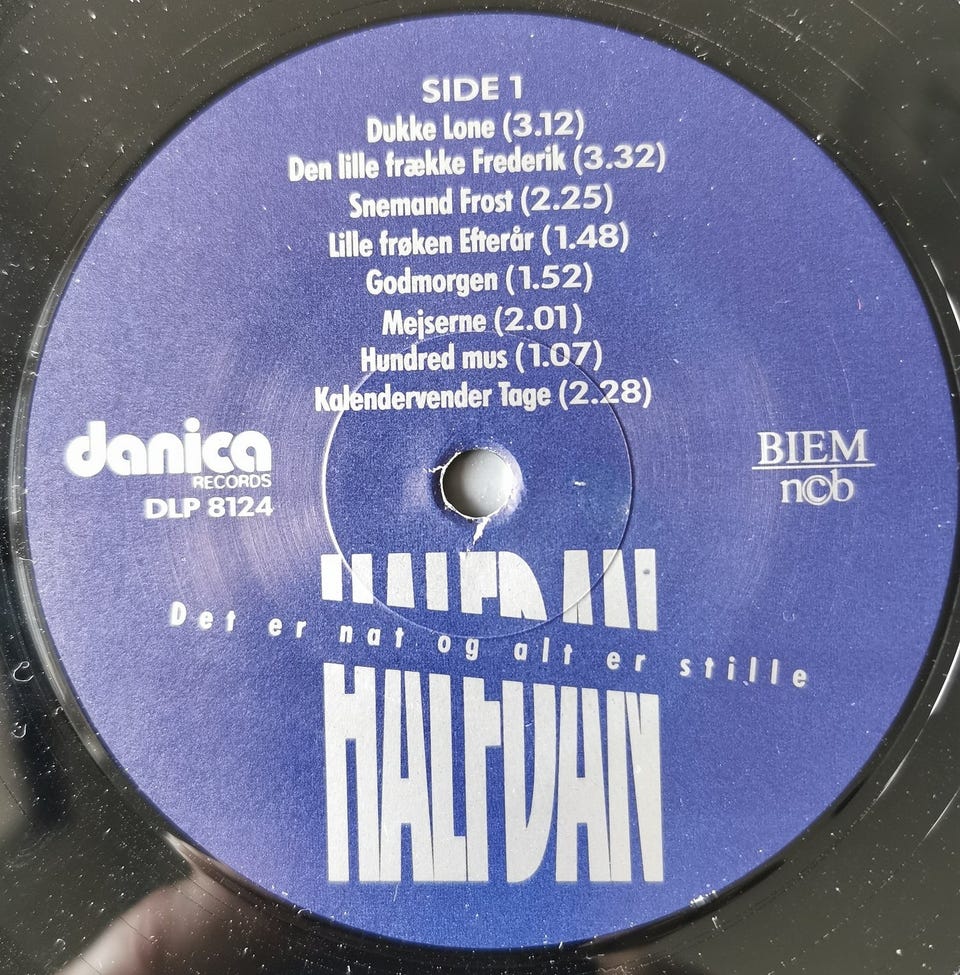 SIDE 1
Dukke Lone (3.12)
Den lille frække Frederik (3.32)
Snemand Frost (2.25)
Lille frøken Efterår (1.48)
Godmorgen (1.52)
Mejserne (2.01)
Hundred mus (1.07)
Kalendervender Tage (2.28)
danica
RECORDS
DLP 8124
BIEM
n©b
HALFDAN
Det er nat og alt er stille
HALFDAN